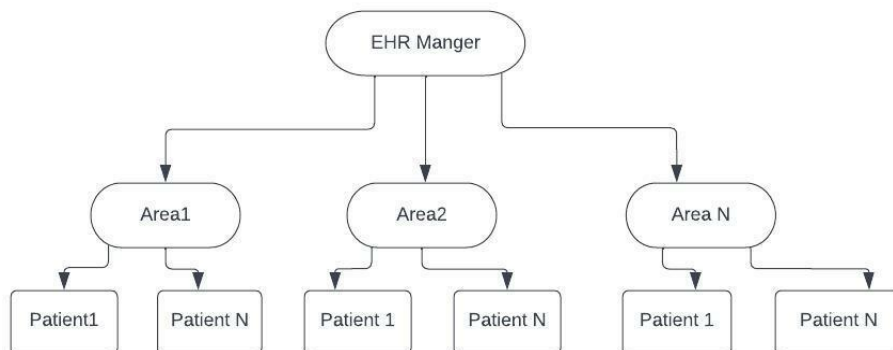 EHR Manger
Area1
Area2
Area N
Patient1
Patient N
Patient 1
Patient N
Patient 1
Patient N